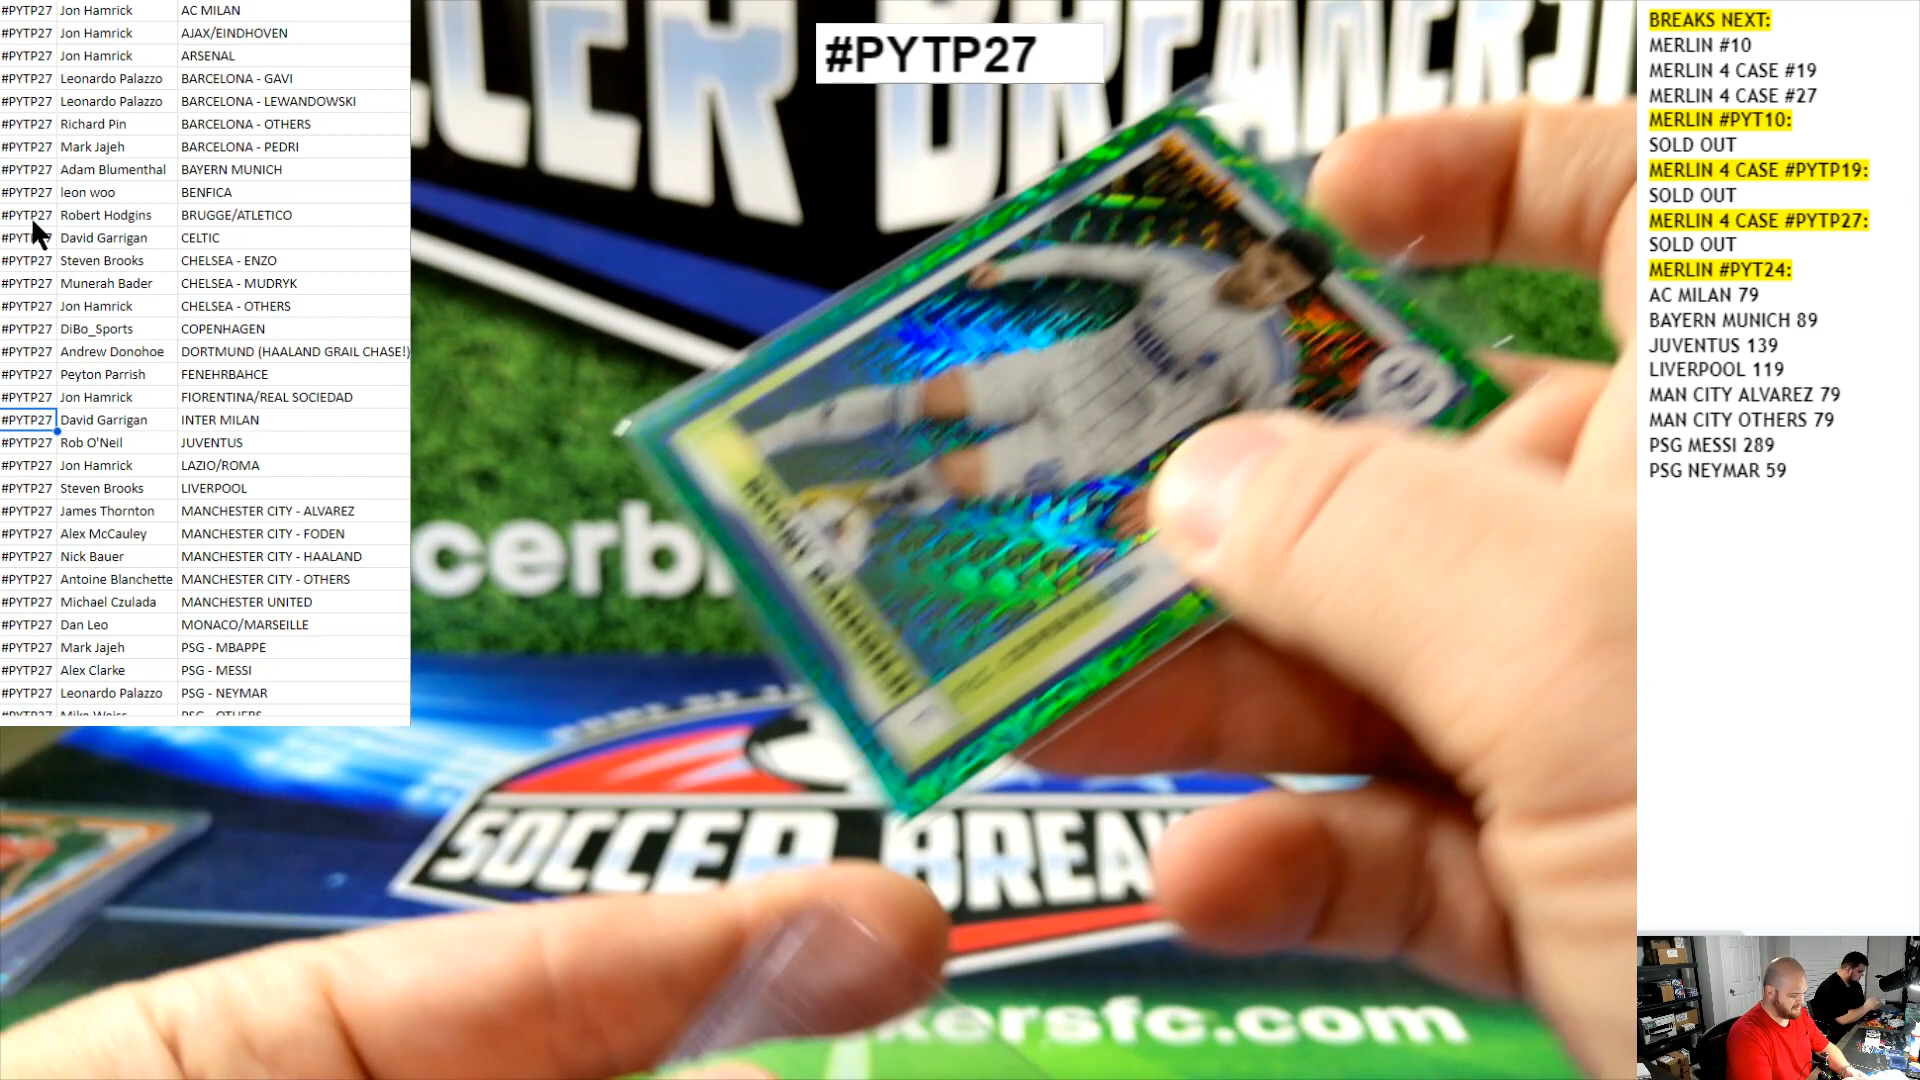 #PYTP27 Jon Hamrick AC MILAN
#PYTP27 Jon Hamrick AJAX/EINDHOVEN
#PYTP27 Jon Hamrick ARSENAL
#PYTP27 Leonardo Palazzo BARCELONA - GAVI
#PYTP27 Leonardo Palazzo BARCELONA - LEWANDOWSKI
#PYTP27 Richard Pin BARCELONA - OTHERS
#PYTP27 Mark Jajeh BARCELONA - PEDRI
#PYTP27 Adam Blumenthal BAYERN MUNICH
#PYTP27 leon woo BENFICA
#PYTP27 Robert Hodgins BRUGGE/ATLETICO
David Garrigan CELTIC
#PYTP27 Steven Brooks CHELSEA - ENZO
#PYTP27 Munerah Bader CHELSEA - MUDRYK
#PYTP27 Jon Hamrick CHELSEA - OTHERS
#PYTP27 DiBo_Sports COPENHAGEN
#PYTP27 Andrew Donohoe DORTMUND (HAALAND GRAIL CHASE!)
#PYTP27 Peyton Parrish FENEHRBAHCE
#PYTP27 Jon Hamrick FIORENTINA/REAL SOCIEDAD
#PYTP27 David Garrigan INTER MILAN
#PYTP27 Rob O'Neil JUVENTUS
#PYTP27 Jon Hamrick LAZIO/ROMA
#PYTP27 Steven Brooks LIVERPOOL
#PYTP27 James Thornton MANCHESTER CITY - ALVAREZ
#PYTP27 Alex McCauley MANCHESTER CITY - FODEN
#PYTP27 Nick Bauer MANCHESTER CITY - HAALAND
#PYTP27 Antoine Blanchette MANCHESTER CITY - OTHERS
#PYTP27 Michael Czulada MANCHESTER UNITED
#PYTP27 Dan Leo MONACO/MARSEILLE
#PYTP27 Mark Jajeh PSG - MBAPPE
#PYTP27 Alex Clarke PSG - MESSI
#PYTP27 Leonardo Palazzo PSG - NEYMAR
#PYTP27 Mike Weiss PSG - OTHERS
#PYTP27
cerb
SOCCER BREA
kersfc.com
BREAKS NEXT:
MERLIN #10
MERLIN 4 CASE #19
MERLIN 4 CASE #27
MERLIN #PYT10:
SOLD OUT
MERLIN 4 CASE #PYTP19:
SOLD OUT
MERLIN 4 CASE #PYTP27:
SOLD OUT
MERLIN #PYT24:
AC MILAN 79
BAYERN MUNICH 89
JUVENTUS 139
LIVERPOOL 119
MAN CITY ALVAREZ 79
MAN CITY OTHERS 79
PSG MESSI 289
PSG NEYMAR 59